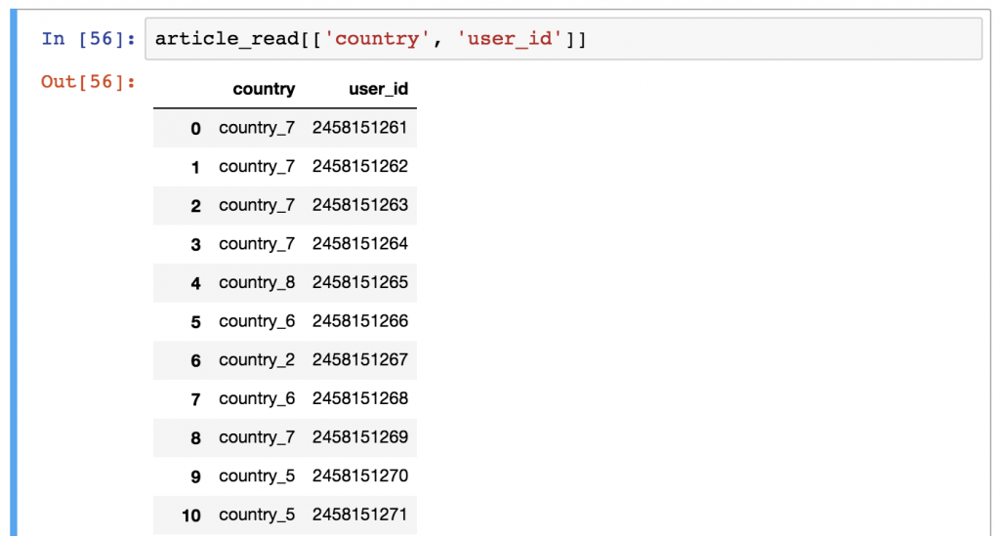 In [56]: article_read[['country', 'user_id']]
Out[56]:
country user_id
0 country_7 2458151261
1 country_7 2458151262
2 country_7 2458151263
3 country_7 2458151264
4 country_8 2458151265
5 country_6 2458151266
6 country_2 2458151267
7 country_6 2458151268
8 country_7 2458151269
9 country_5 2458151270
10 country_5 2458151271